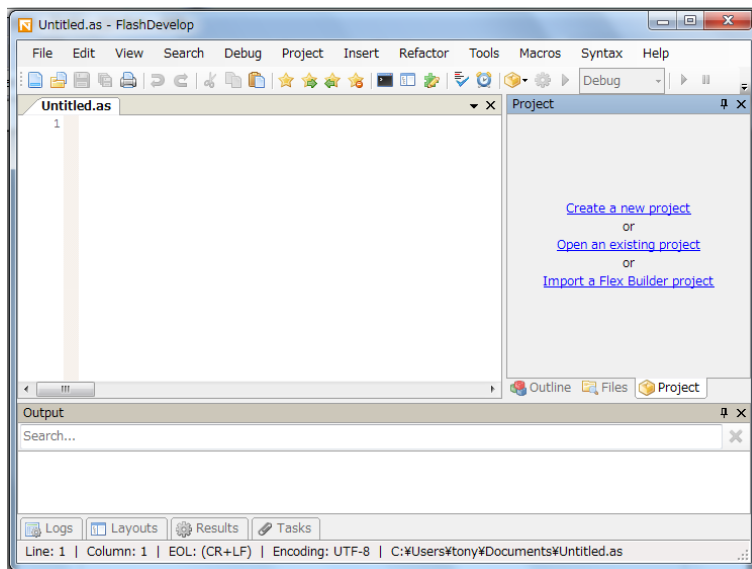 Untitled.as - FlashDevelop
File Edit View Search Debug Project Insert Refactor Tools Macros Syntax Help
Debug
Untitled.as
Project
1
Create a new project
or
Open an existing project
or
Import a Flex Builder project
Outline Files Project
Output
Search...
Logs Layouts Results Tasks
Line: 1 | Column: 1 | EOL: (CR+LF) | Encoding: UTF-8 | C:¥Users¥tony¥Documents¥Untitled.as